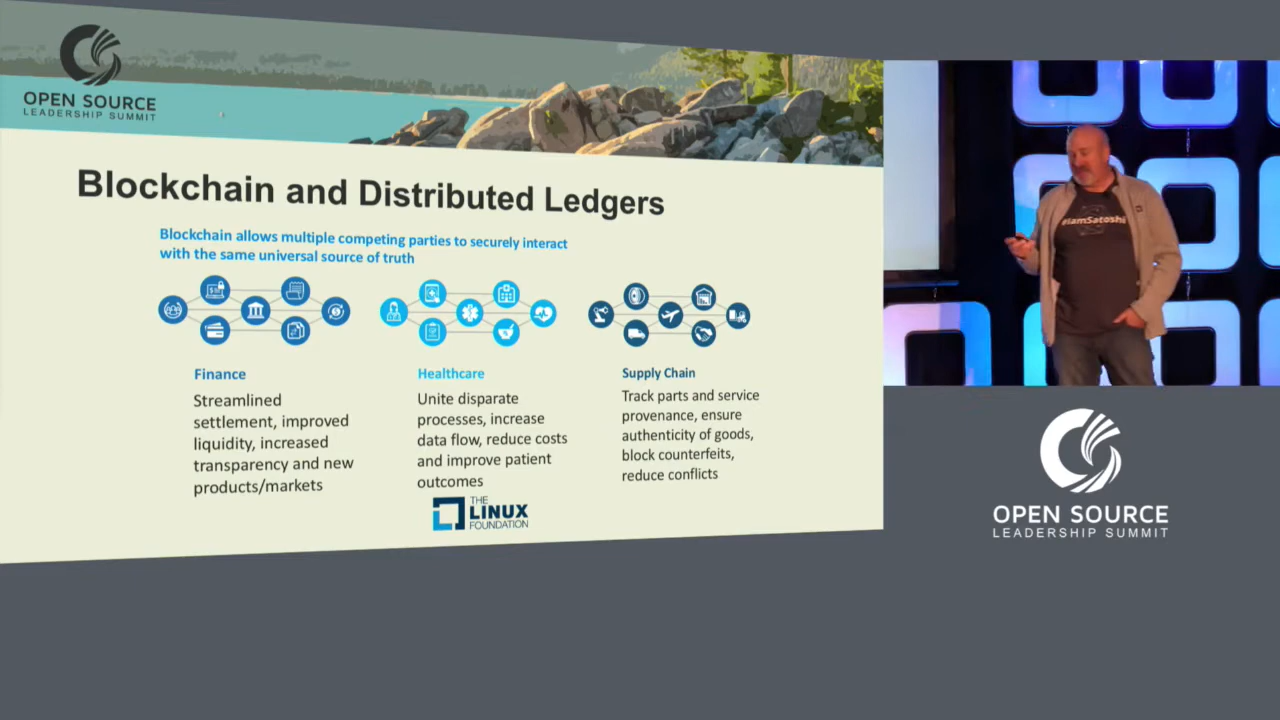 OPEN SOURCE
LEADERSHIP SUMMIT
Blockchain and Distributed Ledgers
Blockchain allows multiple competing parties to securely interact
with the same universal source of truth
Finance
Streamlined
settlement, improved
liquidity, increased
transparency and new
products/markets
Healthcare
Unite disparate
processes, increase
data flow, reduce costs
and improve patient
outcomes
Supply Chain
Track parts and service
provenance, ensure
authenticity of goods,
block counterfeits,
reduce conflicts
THE
LINUX
FOUNDATION
#IamSatoshi
OPEN SOURCE
LEADERSHIP SUMMIT